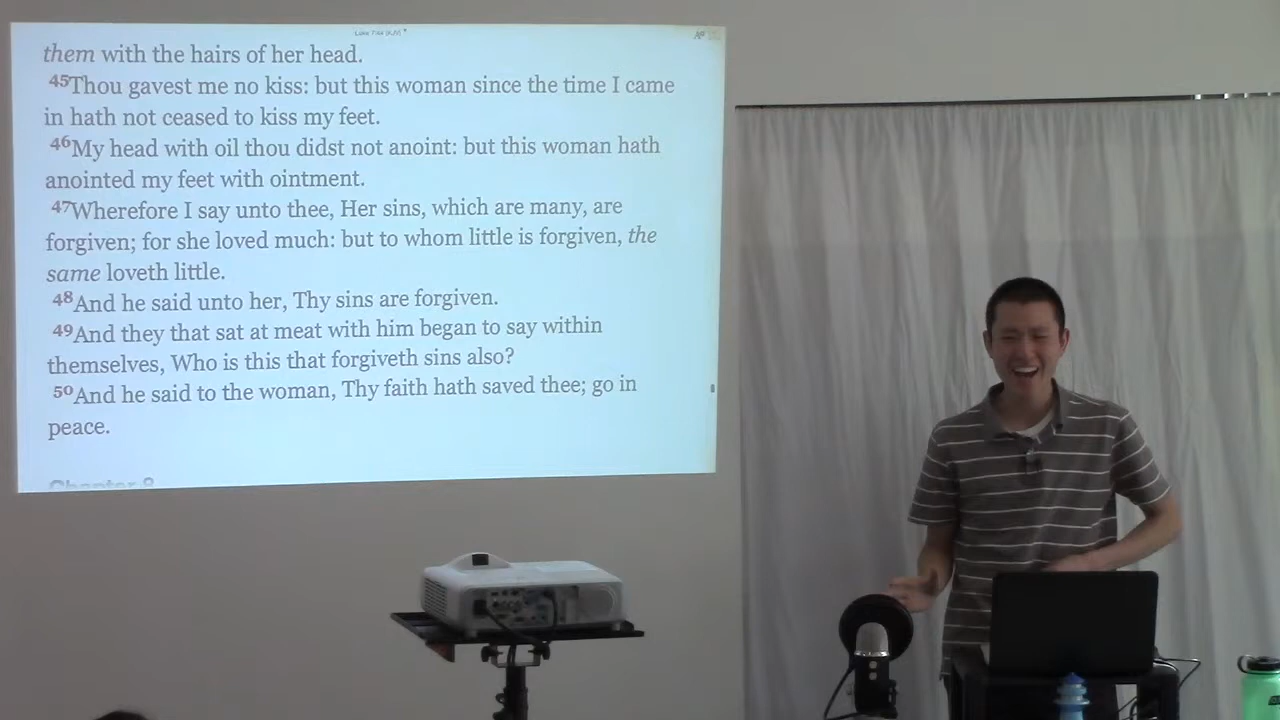 them with the hairs of her head.
45Thou gavest me no kiss: but this woman since the time I came
in hath not ceased to kiss my feet.
46My head with oil thou didst not anoint: but this woman hath
anointed my feet with ointment.
47Wherefore I say unto thee, Her sins, which are many, are
forgiven; for she loved much: but to whom little is forgiven, the
same loveth little.
48And he said unto her, Thy sins are forgiven.
49And they that sat at meat with him began to say within
themselves, Who is this that forgiveth sins also?
50And he said to the woman, Thy faith hath saved thee; go in
peace.
Chapter 8